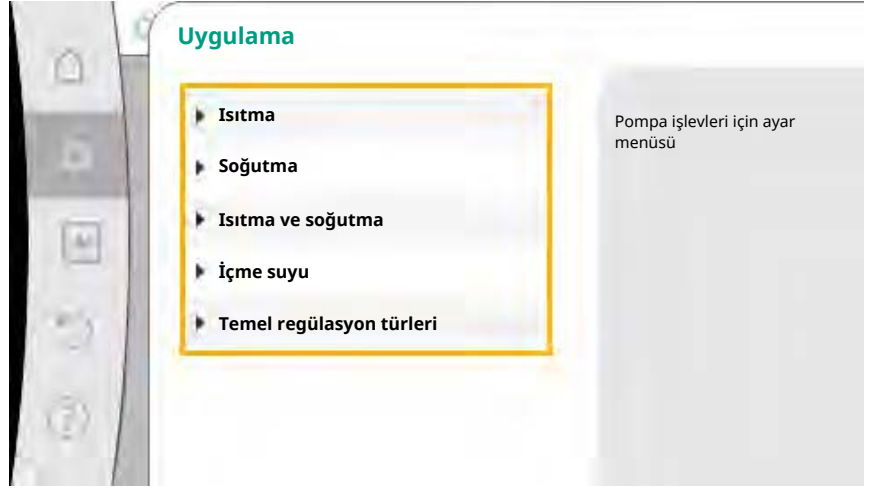 Uygulama
Isıtma
Soğutma
Isıtma ve soğutma
İçme suyu
Temel regülasyon türleri
Pompa işlevleri için ayar
menüsü